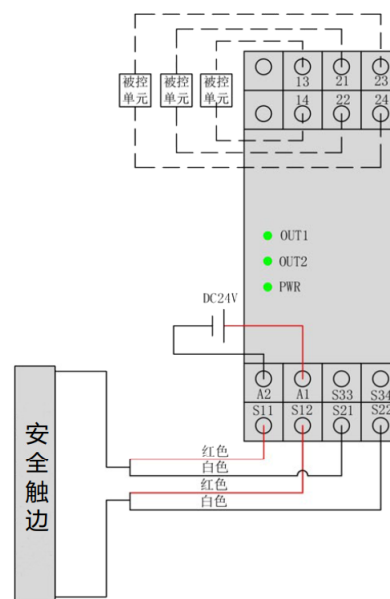 被控
单元
被控
单元
被控
单元
13
21
23
14
22
24
OUT1
OUT2
PWR
DC24V
A2
A1
S33
S34
S11
S12
S21
S22
红色
白色
红色
白色
安全触边